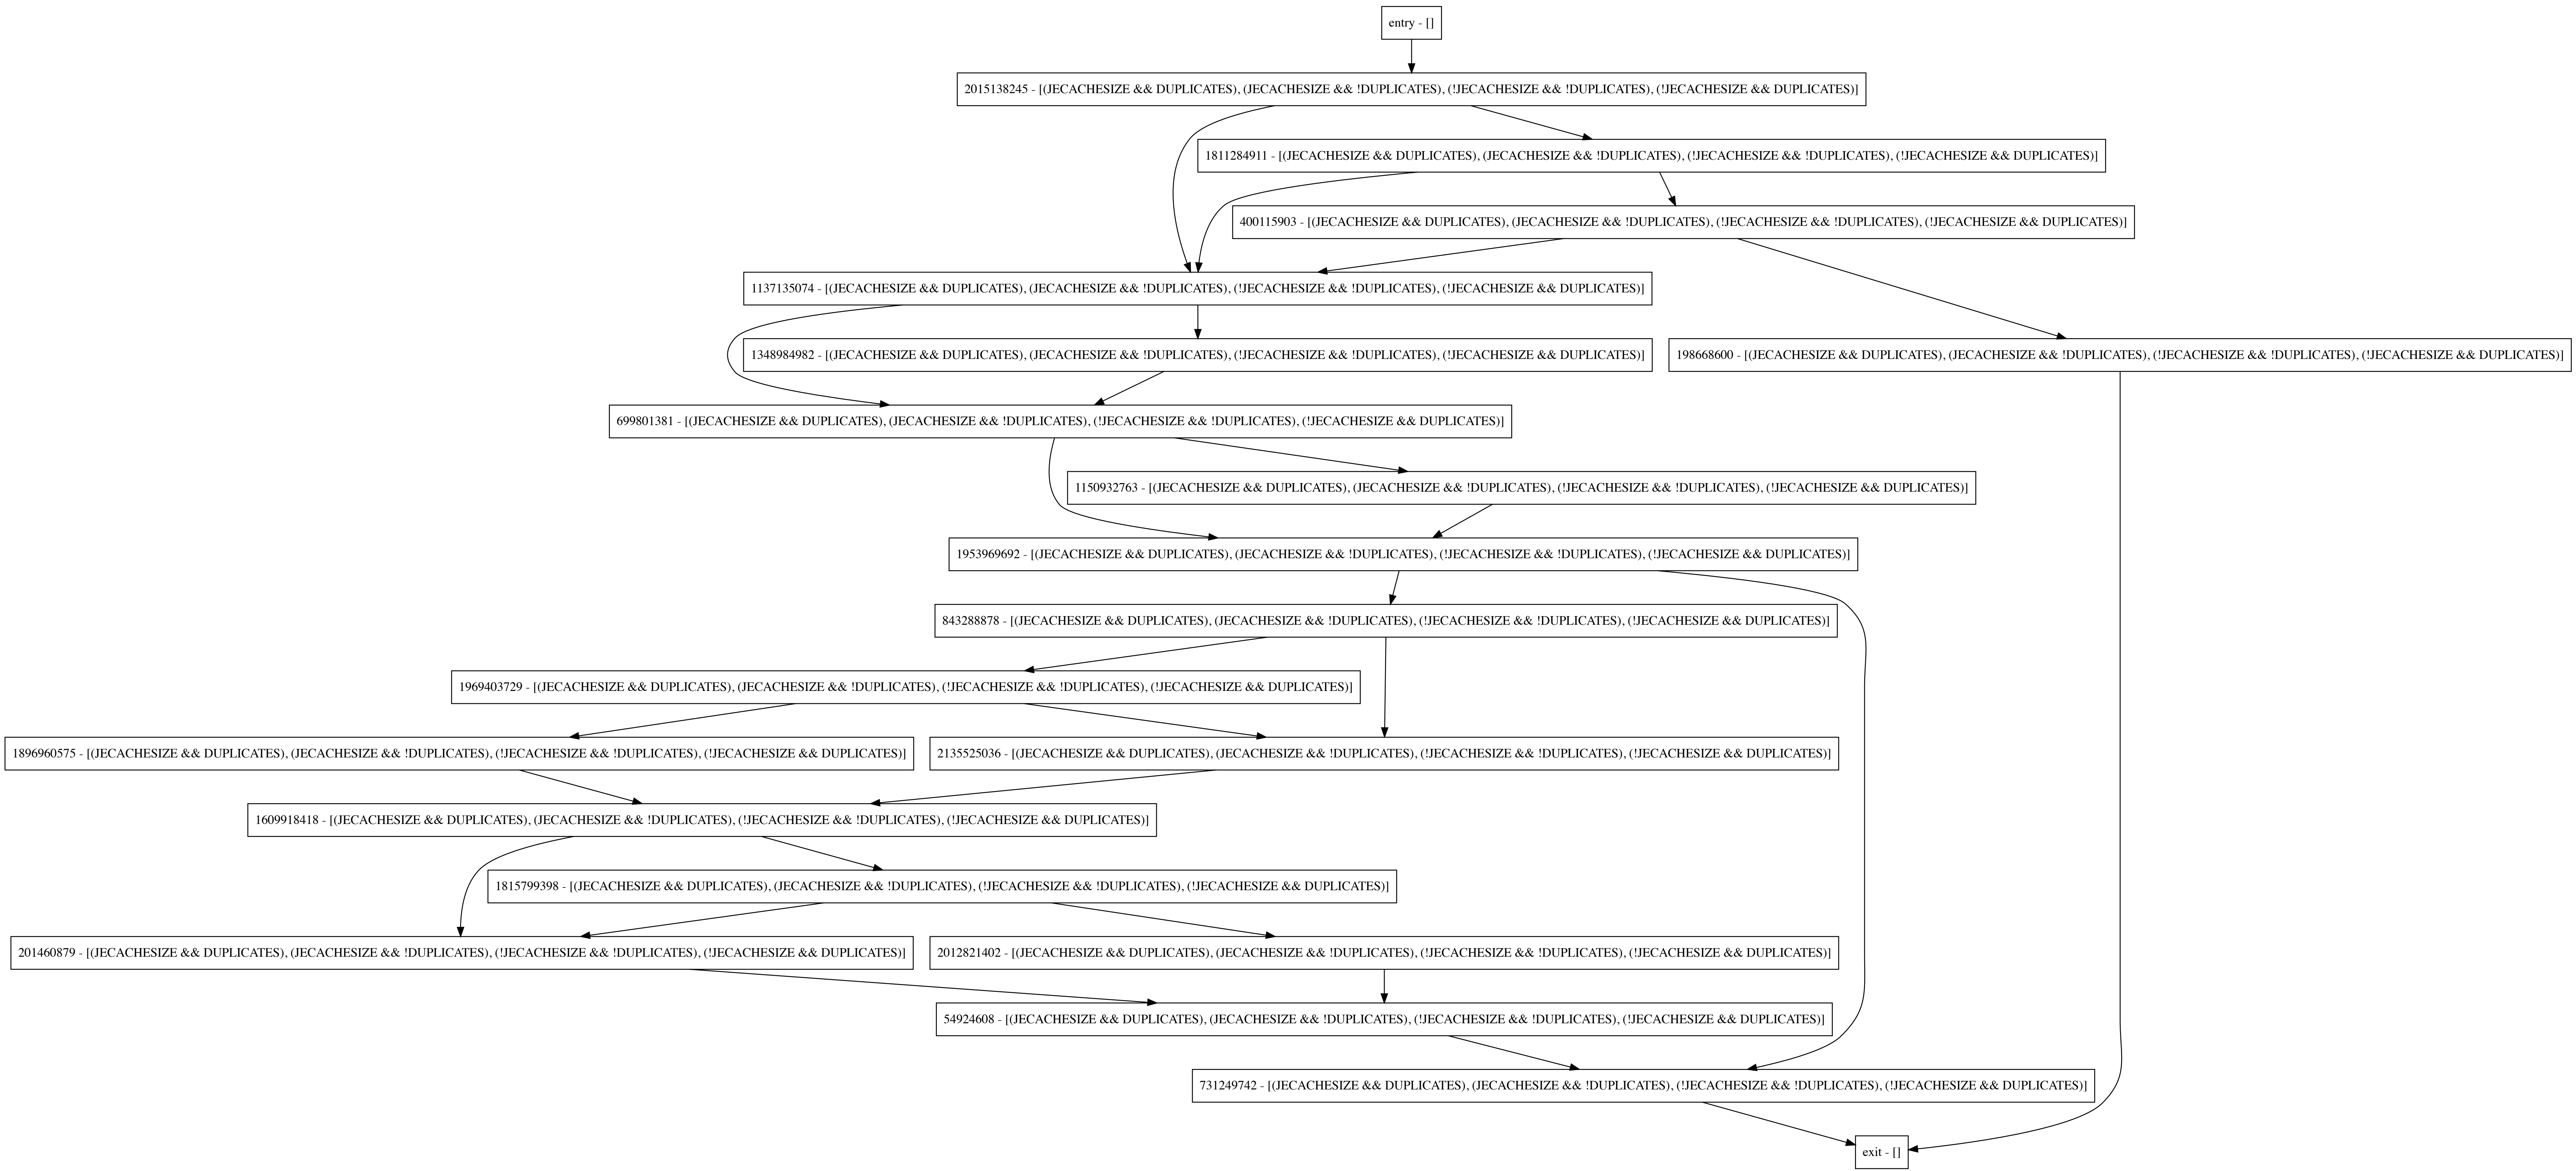 entry - []
2015138245 - [(JECACHESIZE && DUPLICATES), (JECACHESIZE && !DUPLICATES), (!JECACHESIZE && !DUPLICATES), (!JECACHESIZE && DUPLICATES)]
1811284911 - [(JECACHESIZE && DUPLICATES), (JECACHESIZE && !DUPLICATES), (!JECACHESIZE && !DUPLICATES), (!JECACHESIZE && DUPLICATES)]
400115903 - [(JECACHESIZE && DUPLICATES), (JECACHESIZE && !DUPLICATES), (!JECACHESIZE && !DUPLICATES), (!JECACHESIZE && DUPLICATES)]
1137135074 - [(JECACHESIZE && DUPLICATES), (JECACHESIZE && !DUPLICATES), (!JECACHESIZE && !DUPLICATES), (!JECACHESIZE && DUPLICATES)]
1348984982 - [(JECACHESIZE && DUPLICATES), (JECACHESIZE && !DUPLICATES), (!JECACHESIZE && !DUPLICATES), (!JECACHESIZE && DUPLICATES)]
198668600 - [(JECACHESIZE && DUPLICATES), (JECACHESIZE && !DUPLICATES), (!JECACHESIZE && !DUPLICATES), (!JECACHESIZE && DUPLICATES)]
699801381 - [(JECACHESIZE && DUPLICATES), (JECACHESIZE && !DUPLICATES), (!JECACHESIZE && !DUPLICATES), (!JECACHESIZE && DUPLICATES)]
1150932763 - [(JECACHESIZE && DUPLICATES), (JECACHESIZE && !DUPLICATES), (!JECACHESIZE && !DUPLICATES), (!JECACHESIZE && DUPLICATES)]
1953969692 - [(JECACHESIZE && DUPLICATES), (JECACHESIZE && !DUPLICATES), (!JECACHESIZE && !DUPLICATES), (!JECACHESIZE && DUPLICATES)]
843288878 - [(JECACHESIZE && DUPLICATES), (JECACHESIZE && !DUPLICATES), (!JECACHESIZE && !DUPLICATES), (!JECACHESIZE && DUPLICATES)]
1969403729 - [(JECACHESIZE && DUPLICATES), (JECACHESIZE && !DUPLICATES), (!JECACHESIZE && !DUPLICATES), (!JECACHESIZE && DUPLICATES)]
1896960575 - [(JECACHESIZE && DUPLICATES), (JECACHESIZE && !DUPLICATES), (!JECACHESIZE && !DUPLICATES), (!JECACHESIZE && DUPLICATES)]
2135525036 - [(JECACHESIZE && DUPLICATES), (JECACHESIZE && !DUPLICATES), (!JECACHESIZE && !DUPLICATES), (!JECACHESIZE && DUPLICATES)]
1609918418 - [(JECACHESIZE && DUPLICATES), (JECACHESIZE && !DUPLICATES), (!JECACHESIZE && !DUPLICATES), (!JECACHESIZE && DUPLICATES)]
1815799398 - [(JECACHESIZE && DUPLICATES), (JECACHESIZE && !DUPLICATES), (!JECACHESIZE && !DUPLICATES), (!JECACHESIZE && DUPLICATES)]
201460879 - [(JECACHESIZE && DUPLICATES), (JECACHESIZE && !DUPLICATES), (!JECACHESIZE && !DUPLICATES), (!JECACHESIZE && DUPLICATES)]
2012821402 - [(JECACHESIZE && DUPLICATES), (JECACHESIZE && !DUPLICATES), (!JECACHESIZE && !DUPLICATES), (!JECACHESIZE && DUPLICATES)]
54924608 - [(JECACHESIZE && DUPLICATES), (JECACHESIZE && !DUPLICATES), (!JECACHESIZE && !DUPLICATES), (!JECACHESIZE && DUPLICATES)]
731249742 - [(JECACHESIZE && DUPLICATES), (JECACHESIZE && !DUPLICATES), (!JECACHESIZE && !DUPLICATES), (!JECACHESIZE && DUPLICATES)]
exit - []